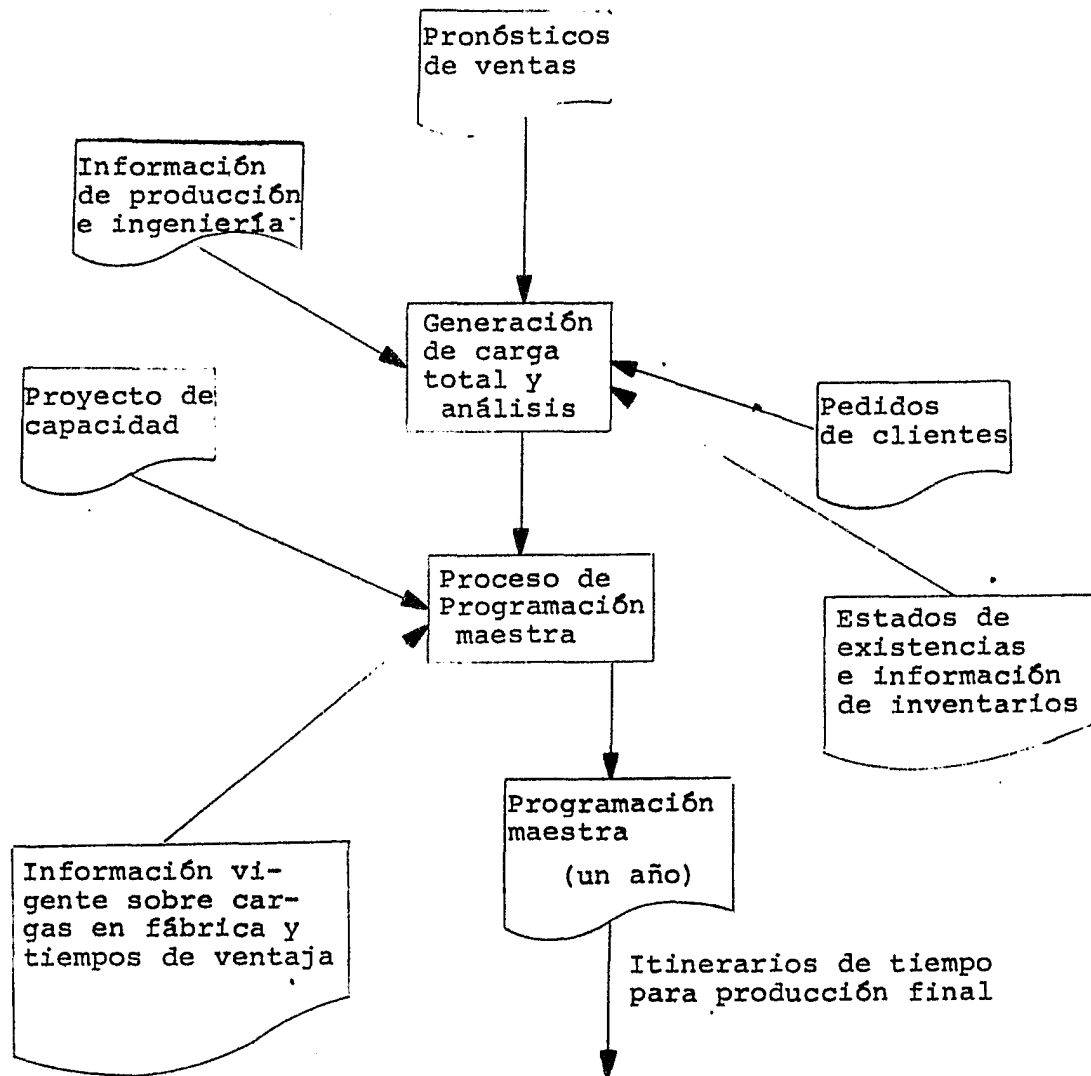 Pronósticos
de ventas
Información
de producción
e ingeniería
Generación
de carga
total y
análisis
Proyecto de
capacidad
Pedidos
de clientes
Proceso de
Programación
maestra
Estados de
existencias
e información
de inventarios
Programación
maestra
(un año)
Información vi-
gente sobre car-
gas en fábrica y
tiempos de ventaja
Itinerarios de tiempo
para producción final